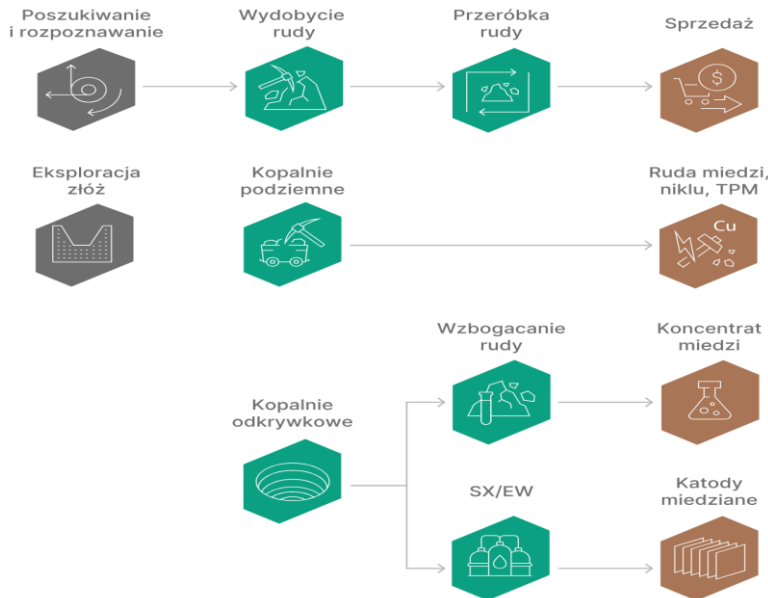 Poszukiwanie
i rozpoznawanie
Wydobycie
rudy
Przeróbka
rudy
Sprzedaż
$
Eksploracja
złóż
Kopalnie
podziemne
Ruda miedzi,
niklu, TPM
Cu
Wzbogacanie
rudy
Koncentrat
miedzi
Kopalnie
odkrywkowe
SX/EW
Katody
miedziane